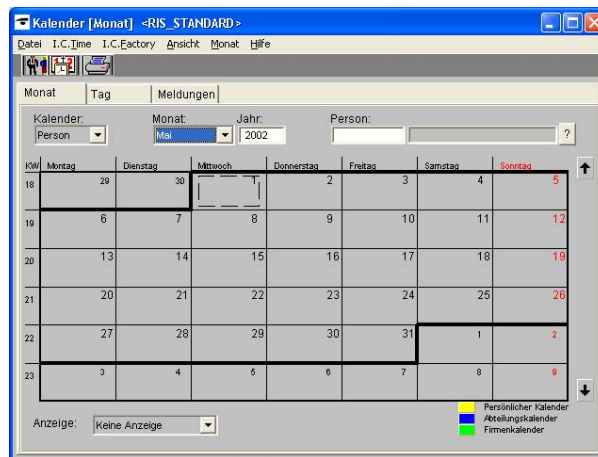 Kalender [Monat] <RIS_STANDARD>
Datei I.C.Time I.C.Factory Ansicht Monat Hilfe
Monat Tag Meldungen
Kalender: Monat: Jahr: Person:
Person Mai 2002 ?
KW Montag Dienstag Mittwoch Donnerstag Freitag Samstag Sonntag
18 29 30 1 2 3 4 5
19 6 7 8 9 10 11 12
20 13 14 15 16 17 18 19
21 20 21 22 23 24 25 26
22 27 28 29 30 31 1 2
23 3 4 5 6 7 8 9
Persönlicher Kalender
Anzeige: Keine Anzeige Abteilungskalender
Firmenkalender